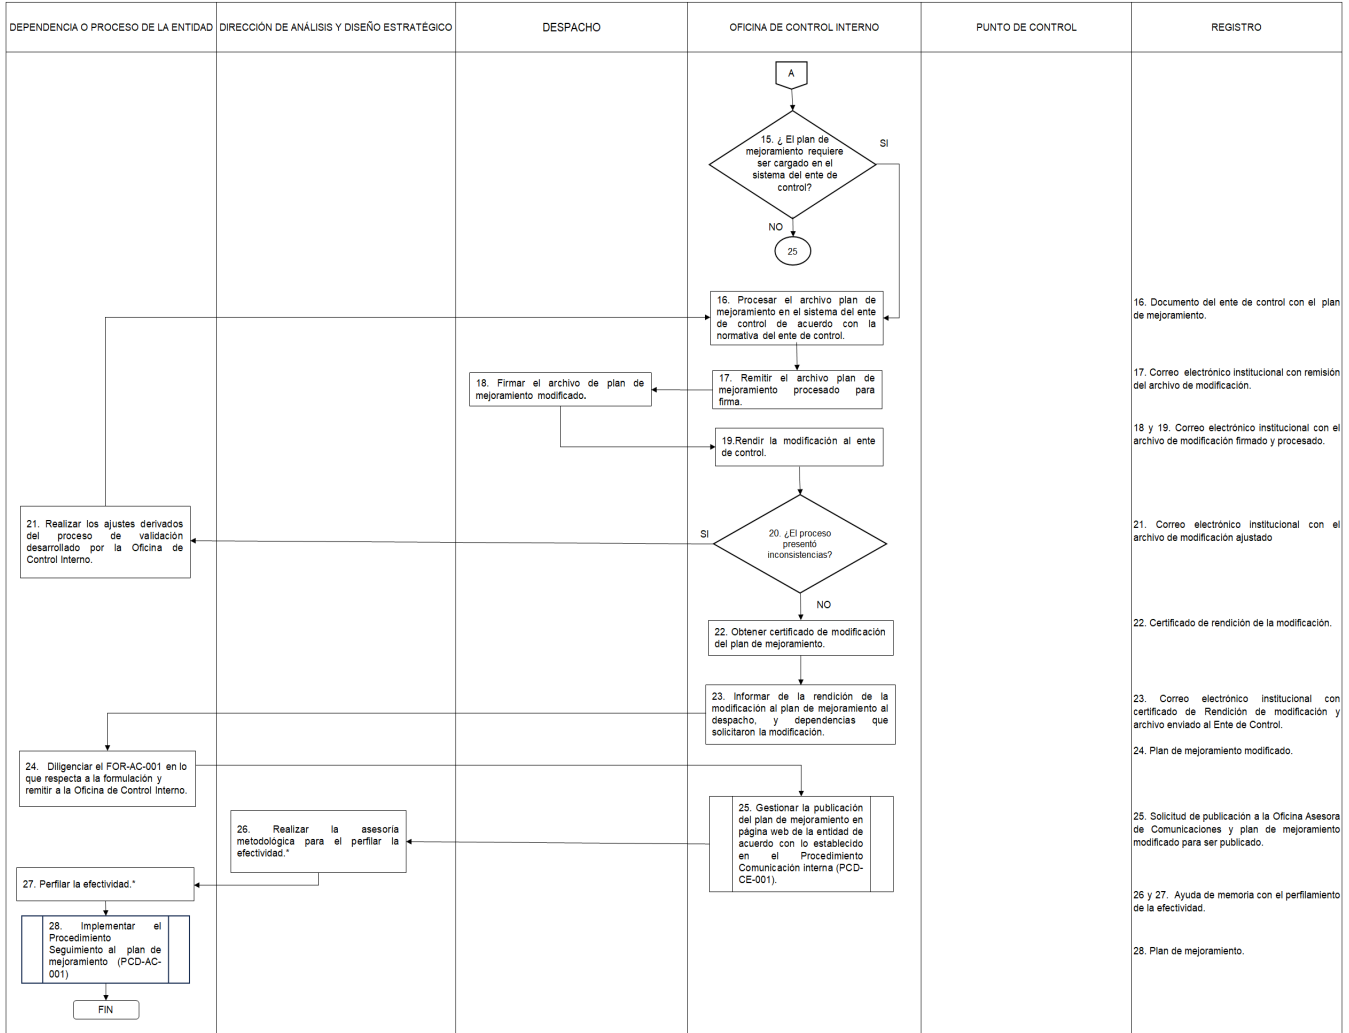 DEPENDENCIA O PROCESO DE LA ENTIDAD
DIRECCIÓN DE ANÁLISIS Y DISEÑO ESTRATÉGICO
DESPACHO
OFICINA DE CONTROL INTERNO
PUNTO DE CONTROL
REGISTRO
A
15. ¿ El plan de
mejoramiento requiere
ser cargado en el
sistema del ente de
control?
SI
NO
25
16. Procesar el archivo plan de
mejoramiento en el sistema del ente
de control de acuerdo con la
normativa del ente de control.
16. Documento del ente de control con el plan
de mejoramiento.
17. Remitir el archivo plan de
mejoramiento procesado para
firma.
17. Correo electrónico institucional con remisión
del archivo de modificación.
18. Firmar el archivo de plan de
mejoramiento modificado.
18 y 19. Correo electrónico institucional con el
archivo de modificación firmado y procesado.
19.Rendir la modificación al ente
de control.
20. ¿El proceso
presentó
inconsistencias?
SI
NO
21. Realizar los ajustes derivados
del proceso de validación
desarrollado por la Oficina de
Control Interno.
21. Correo electrónico institucional con el
archivo de modificación ajustado
22. Obtener certificado de modificación
del plan de mejoramiento.
22. Certificado de rendición de la modificación.
23. Informar de la rendición de la
modificación al plan de mejoramiento al
despacho, y dependencias que
solicitaron la modificación.
23. Correo electrónico institucional con
certificado de Rendición de modificación y
archivo enviado al Ente de Control.
24. Diligenciar el FOR-AC-001 en lo
que respecta a la formulación y
remitir a la Oficina de Control Interno.
24. Plan de mejoramiento modificado.
25. Gestionar la publicación
del plan de mejoramiento en
página web de la entidad de
acuerdo con lo establecido
en el Procedimiento
Comunicación interna (PCD-
CE-001).
25. Solicitud de publicación a la Oficina Asesora
de Comunicaciones y plan de mejoramiento
modificado para ser publicado.
26. Realizar la asesoría
metodológica para el perfilar la
efectividad.*
27. Perfilar la efectividad.*
26 y 27. Ayuda de memoria con el perfilamiento
de la efectividad.
28. Implementar el
Procedimiento
Seguimiento al plan de
mejoramiento (PCD-AC-
001)
28. Plan de mejoramiento.
FIN